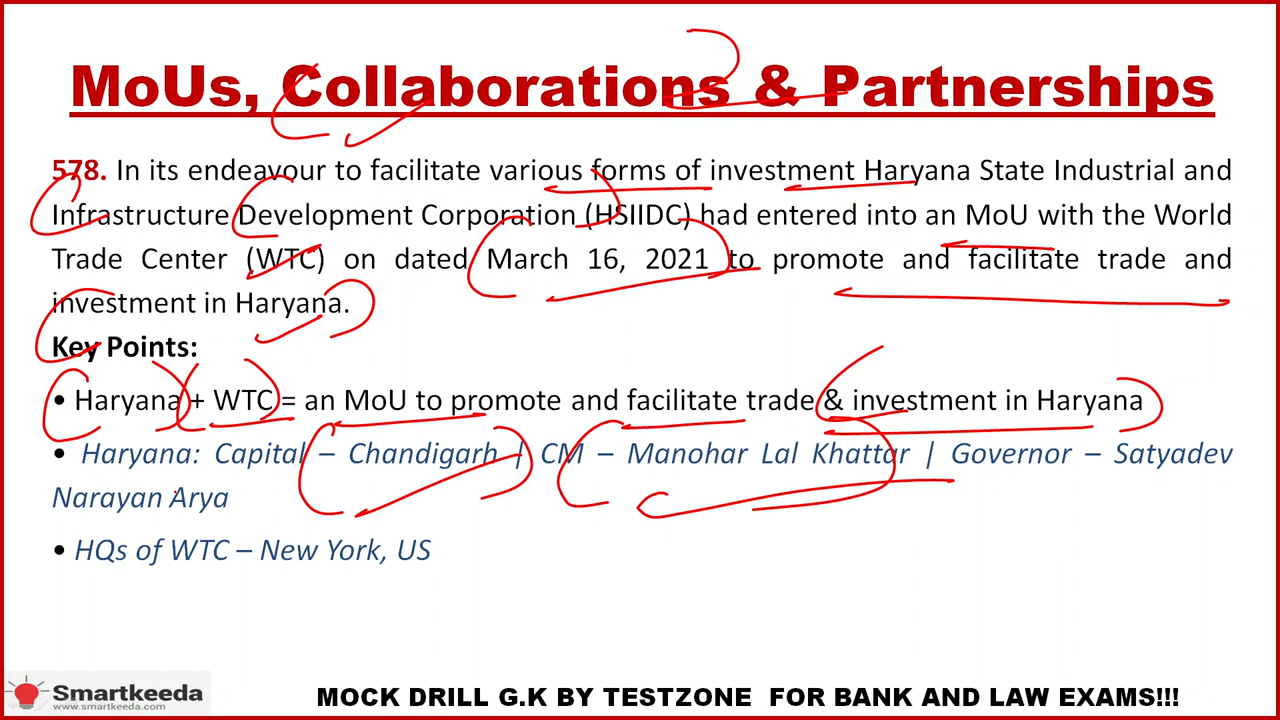 MoUs, Collaborations & Partnerships
578. In its endeavour to facilitate various forms of investment Haryana State Industrial and
Infrastructure Development Corporation (HSIIDC) had entered into an MoU with the World
Trade Center (WTC) on dated March 16, 2021 to promote and facilitate trade and
investment in Haryana.
Key Points:
• Haryana + WTC = an MoU to promote and facilitate trade & investment in Haryana
• Haryana: Capital – Chandigarh | CM – Manohar Lal Khattar | Governor – Satyadev
Narayan Arya
• HQs of WTC – New York, US
Smartkeeda
www.smartkeeda.com
MOCK DRILL G.K BY TESTZONE FOR BANK AND LAW EXAMS!!!